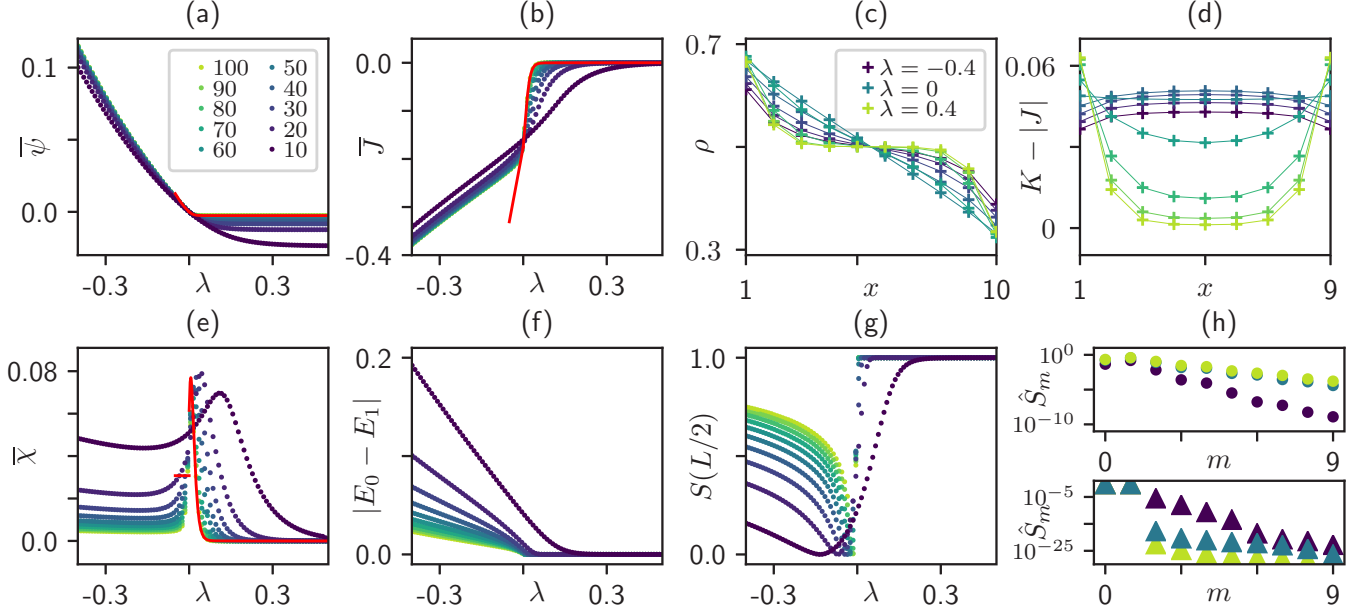 (a)
0.1
0.0
ψ̅
-0.3
λ
0.3
100
90
80
70
60
50
40
30
20
10
(b)
0.0
-0.4
J̅
-0.3
λ
0.3
(c)
0.7
0.3
ρ
1
x
10
λ = −0.4
λ = 0
λ = 0.4
(d)
0.06
0
K − |J|
1
x
9
(e)
0.08
0.0
χ̅
-0.3
λ
0.3
(f)
0.2
0.0
|E₀ − E₁|
-0.3
λ
0.3
(g)
1.0
0.0
S(L/2)
-0.3
λ
0.3
(h)
10⁰
10⁻¹⁰
Ŝₘ
0
m
9
10⁻⁵
10⁻²⁵
Ŝₘ
0
m
9